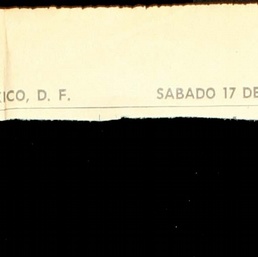 ICO, D. F. SABADO 17 DE